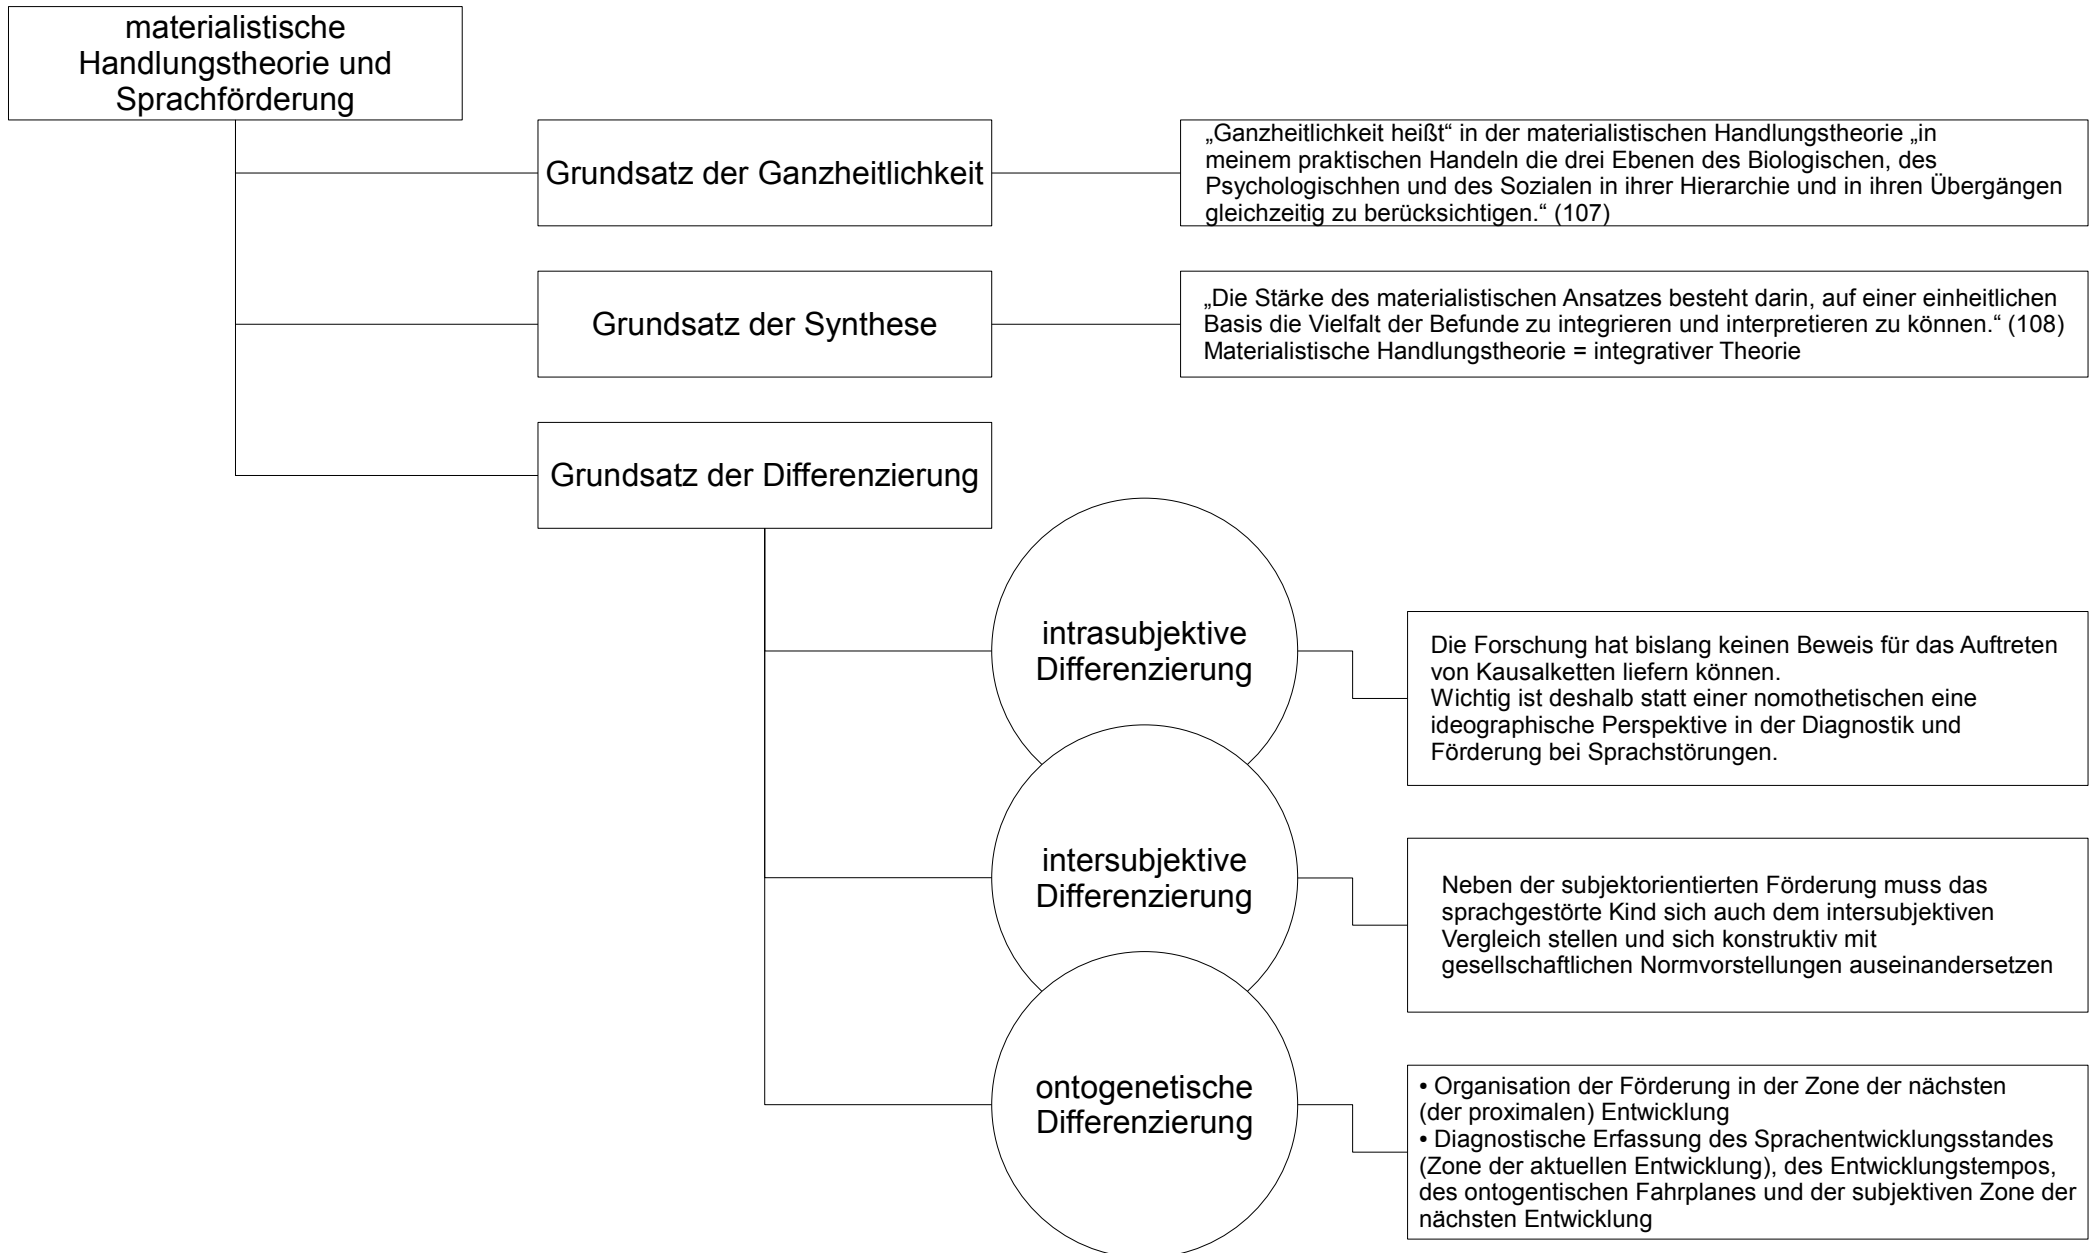 materialistische
Handlungstheorie und
Sprachförderung
Grundsatz der Ganzheitlichkeit
„Ganzheitlichkeit heißt“ in der materialistischen Handlungstheorie „in
meinem praktischen Handeln die drei Ebenen des Biologischen, des
Psychologischhen und des Sozialen in ihrer Hierarchie und in ihren Übergängen
gleichzeitig zu berücksichtigen.“ (107)
Grundsatz der Synthese
„Die Stärke des materialistischen Ansatzes besteht darin, auf einer einheitlichen
Basis die Vielfalt der Befunde zu integrieren und interpretieren zu können.“ (108)
Materialistische Handlungstheorie = integrativer Theorie
Grundsatz der Differenzierung
intrasubjektive
Differenzierung
Die Forschung hat bislang keinen Beweis für das Auftreten
von Kausalketten liefern können.
Wichtig ist deshalb statt einer nomothetischen eine
ideographische Perspektive in der Diagnostik und
Förderung bei Sprachstörungen.
intersubjektive
Differenzierung
Neben der subjektorientierten Förderung muss das
sprachgestörte Kind sich auch dem intersubjektiven
Vergleich stellen und sich konstruktiv mit
gesellschaftlichen Normvorstellungen auseinandersetzen
ontogenetische
Differenzierung
• Organisation der Förderung in der Zone der nächsten
(der proximalen) Entwicklung
• Diagnostische Erfassung des Sprachentwicklungsstandes
(Zone der aktuellen Entwicklung), des Entwicklungstempos,
des ontogentischen Fahrplanes und der subjektiven Zone der
nächsten Entwicklung